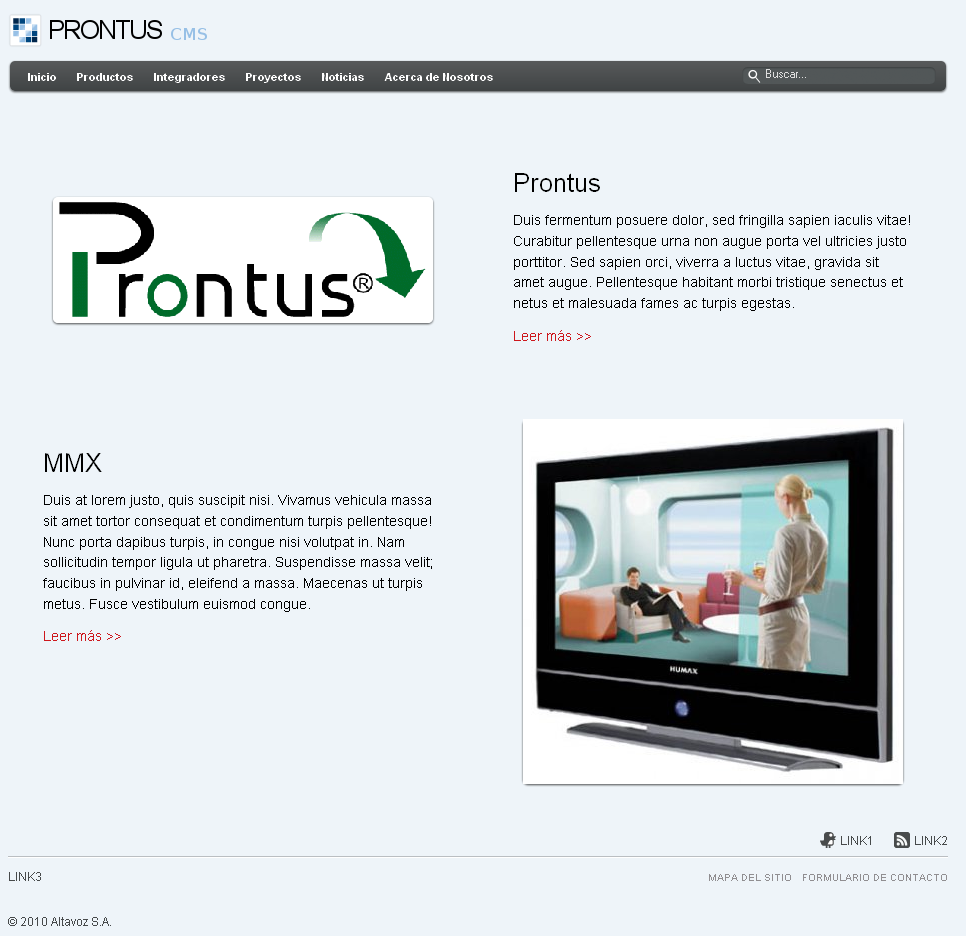 PRONTUS CMS
Inicio Productos Integradores Proyectos Noticias Acerca de Nosotros Buscar...
Prontus®
Prontus
Duis fermentum posuere dolor, sed fringilla sapien iaculis vitae!
Curabitur pellentesque urna non augue porta vel ultricies justo
porttitor. Sed sapien orci, viverra a luctus vitae, gravida sit
amet augue. Pellentesque habitant morbi tristique senectus et
netus et malesuada fames ac turpis egestas.
Leer más >>
MMX
Duis at lorem justo, quis suscipit nisi. Vivamus vehicula massa
sit amet tortor consequat et condimentum turpis pellentesque!
Nunc porta dapibus turpis, in congue nisi volutpat in. Nam
sollicitudin tempor ligula ut pharetra. Suspendisse massa velit;
faucibus in pulvinar id, eleifend a massa. Maecenas ut turpis
metus. Fusce vestibulum euismod congue.
Leer más >>
HUMAX
LINK1 LINK2
LINK3 MAPA DEL SITIO FORMULARIO DE CONTACTO
© 2010 Altavoz S.A.